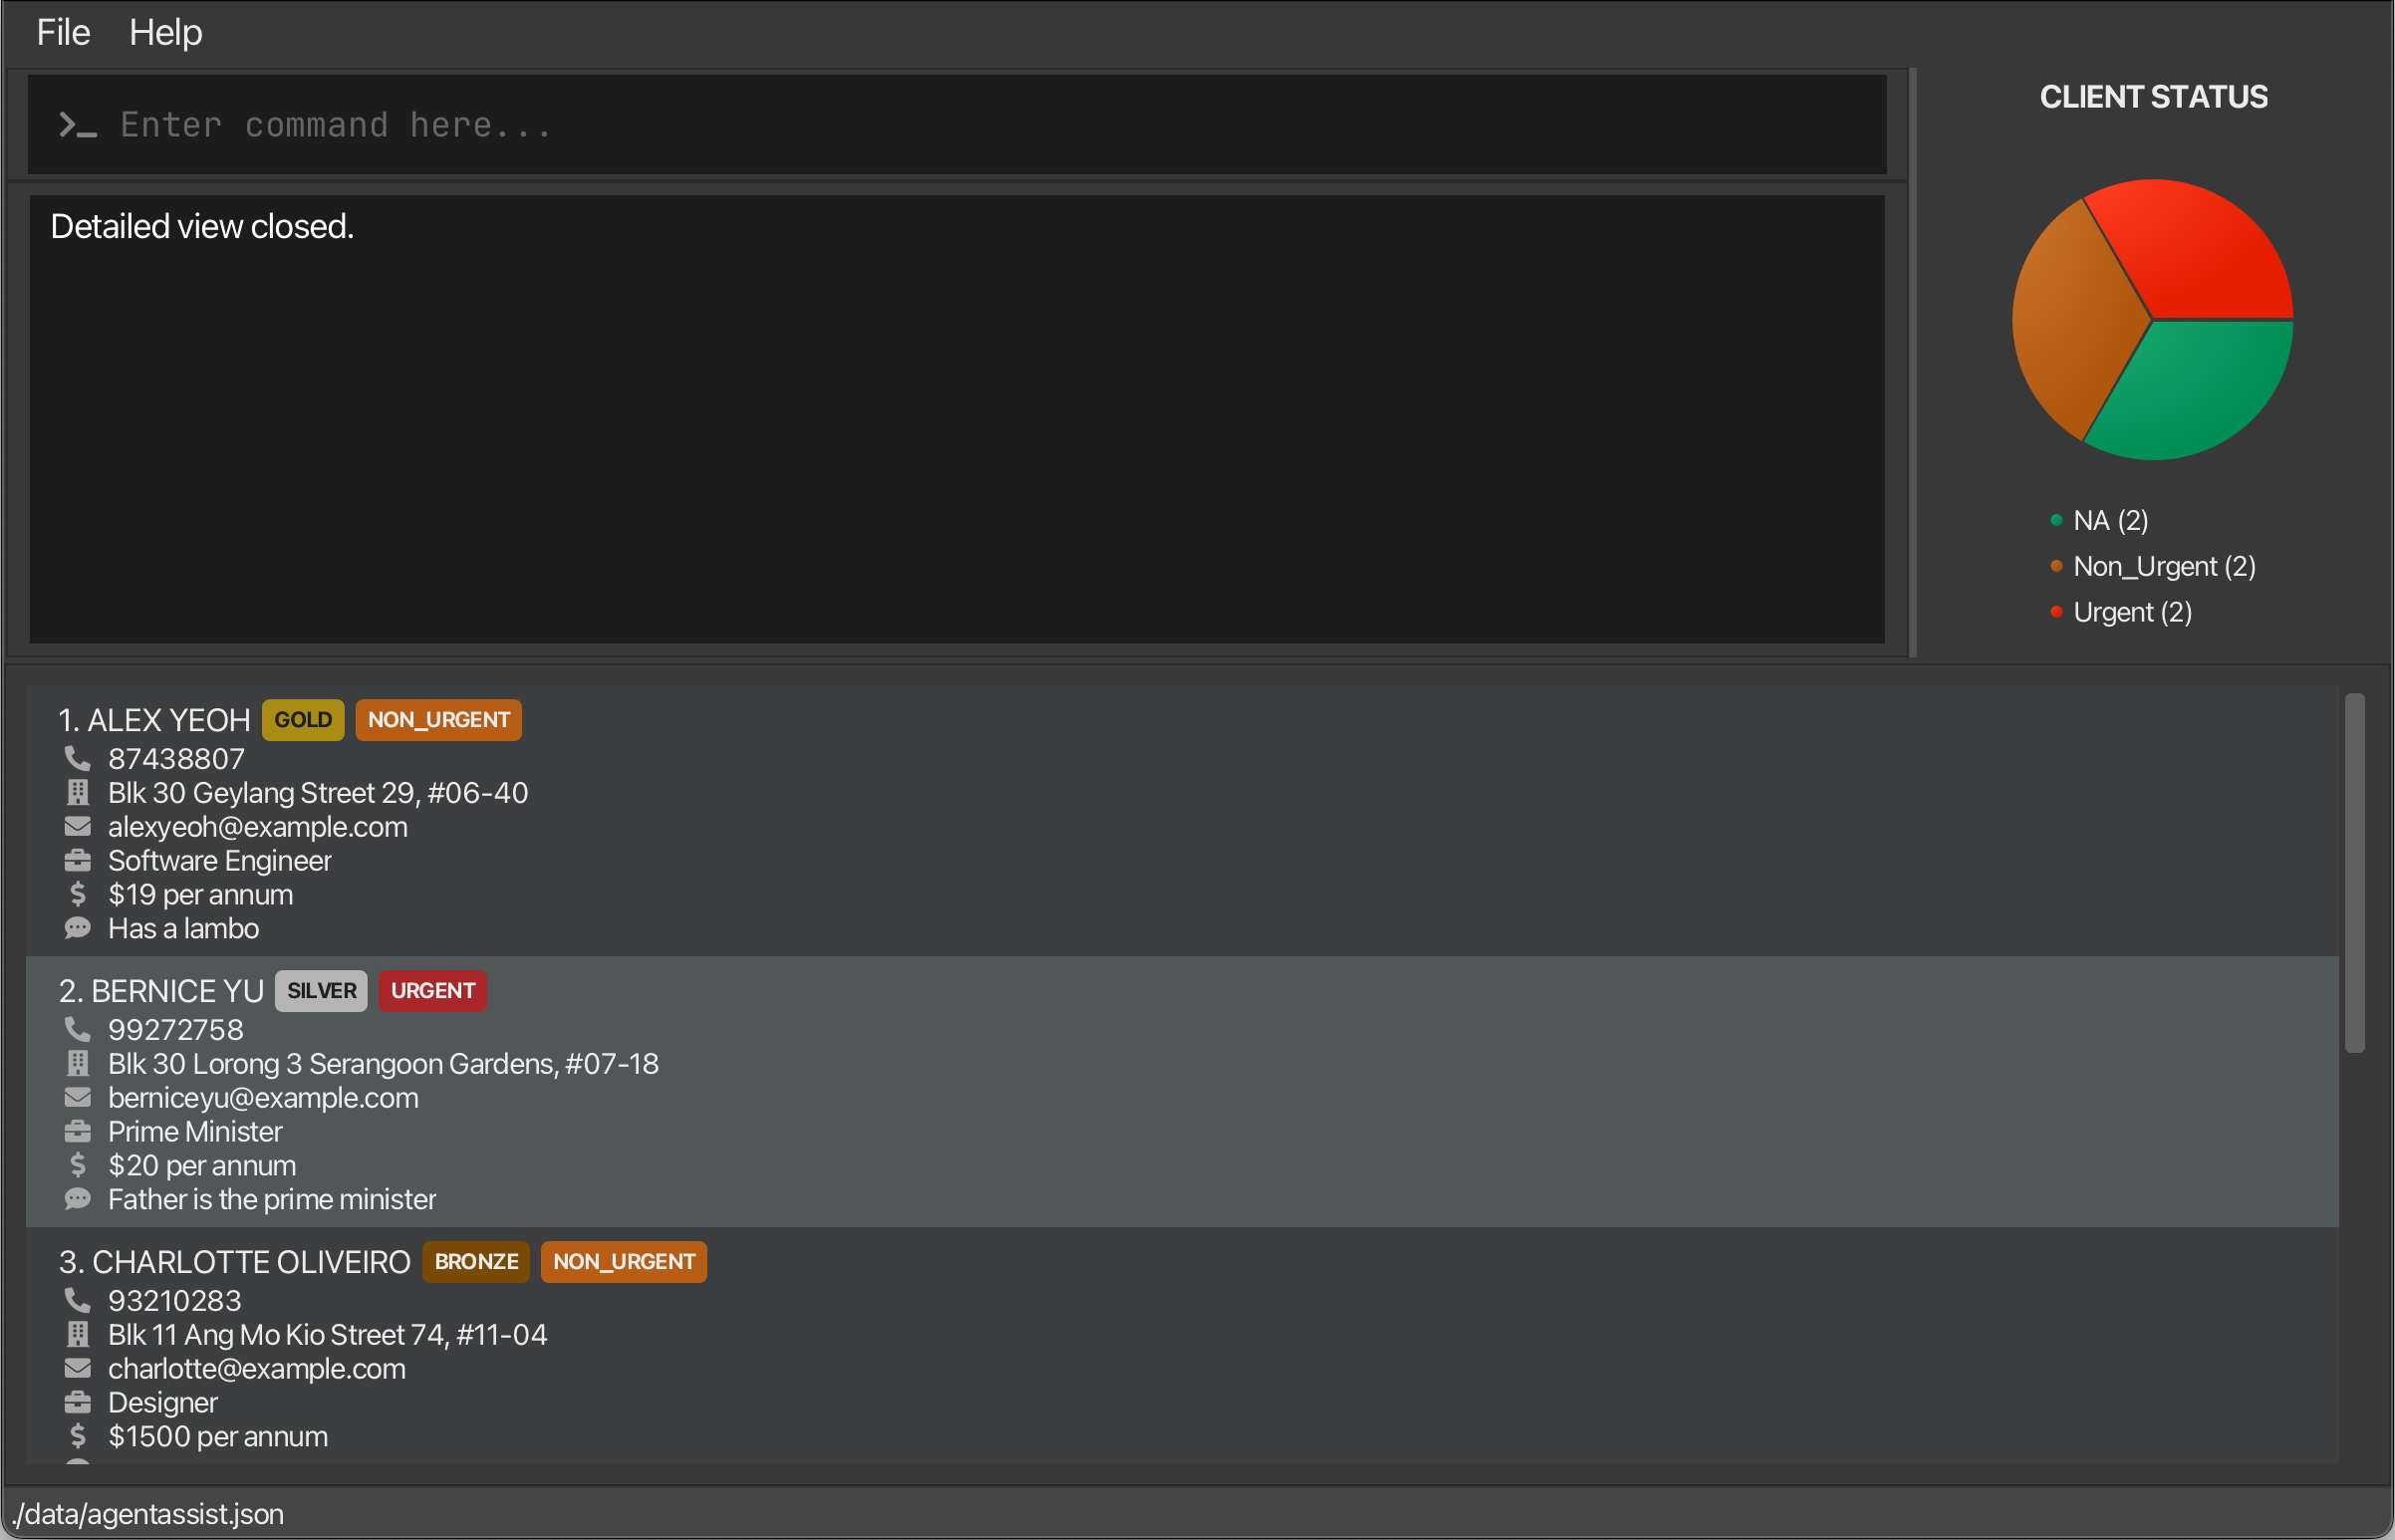 File Help
Enter command here...
Detailed view closed.
CLIENT STATUS
NA (2)
Non_Urgent (2)
Urgent (2)
1. ALEX YEOH GOLD NON_URGENT
87438807
Blk 30 Geylang Street 29, #06-40
alexyeoh@example.com
Software Engineer
$19 per annum
Has a lambo
2. BERNICE YU SILVER URGENT
99272758
Blk 30 Lorong 3 Serangoon Gardens, #07-18
berniceyu@example.com
Prime Minister
$20 per annum
Father is the prime minister
3. CHARLOTTE OLIVEIRO BRONZE NON_URGENT
93210283
Blk 11 Ang Mo Kio Street 74, #11-04
charlotte@example.com
Designer
$1500 per annum
./data/agentassist.json